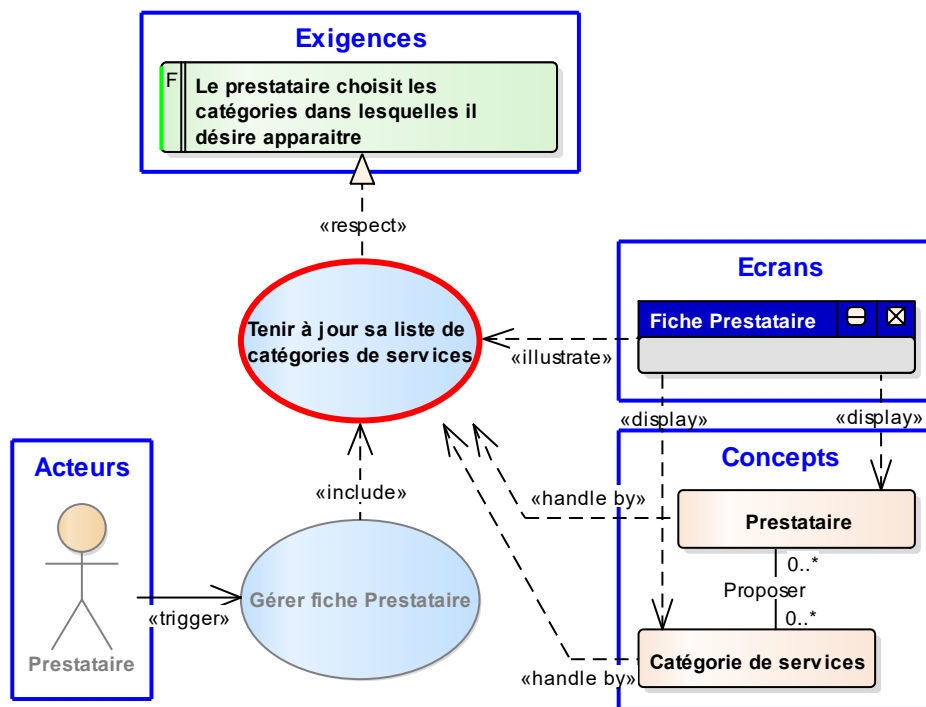 Exigences
F
Le prestataire choisit les
catégories dans lesquelles il
désire apparaitre
«respect»
Tenir à jour sa liste de
catégories de services
Ecrans
Fiche Prestataire
«illustrate»
«display»
«display»
Acteurs
Prestataire
«trigger»
«include»
Gérer fiche Prestataire
Concepts
«handle by»
Prestataire
0..*
Proposer
0..*
Catégorie de services
«handle by»